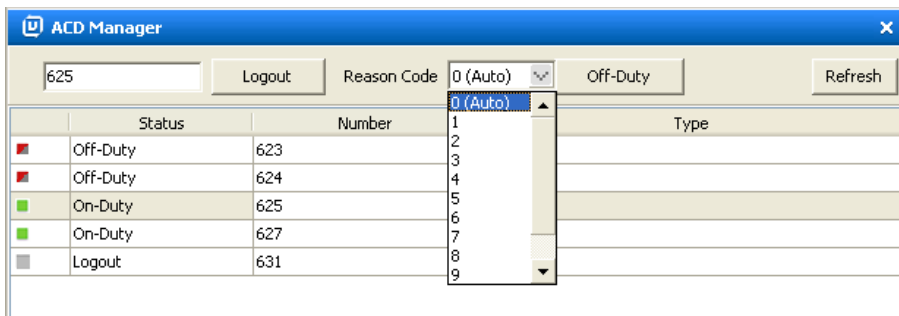 ACD Manager
625 Logout Reason Code 0 (Auto) Off-Duty Refresh
0 (Auto)
1
2
3
4
5
6
7
8
9
Status Number Type
Off-Duty 623
Off-Duty 624
On-Duty 625
On-Duty 627
Logout 631